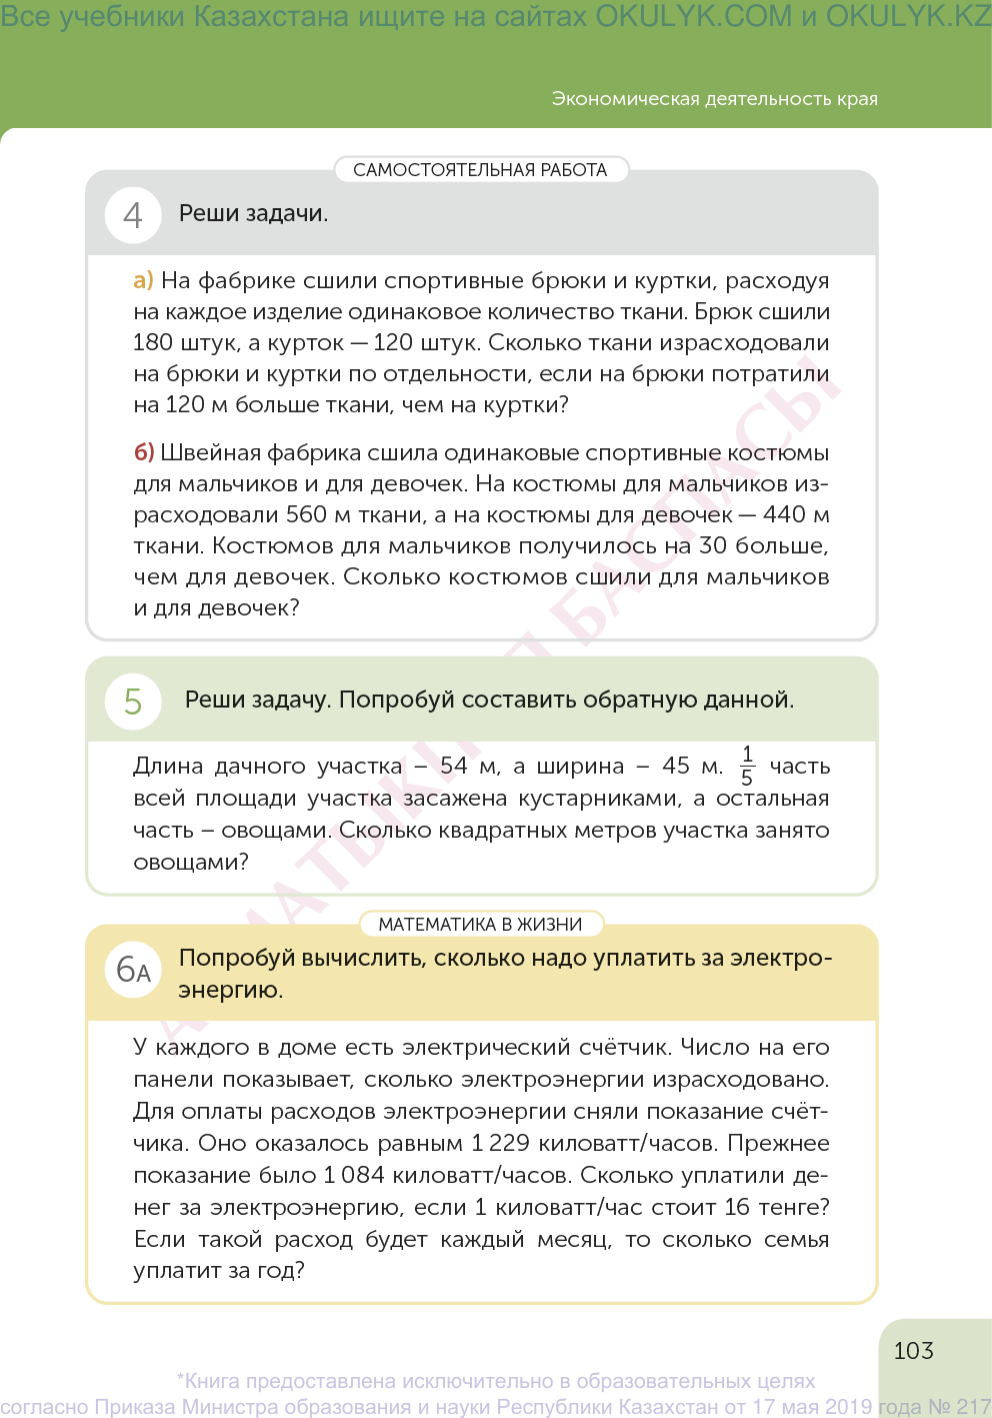 Все учебники Казахстана ищите на сайтах OKULYK.COM и OKULYK.KZ
Экономическая деятельность края
САМОСТОЯТЕЛЬНАЯ РАБОТА
4 Реши задачи.
а) На фабрике сшили спортивные брюки и куртки, расходуя
на каждое изделие одинаковое количество ткани. Брюк сшили
180 штук, а курток — 120 штук. Сколько ткани израсходовали
на брюки и куртки по отдельности, если на брюки потратили
на 120 м больше ткани, чем на куртки?
б) Швейная фабрика сшила одинаковые спортивные костюмы
для мальчиков и для девочек. На костюмы для мальчиков из-
расходовали 560 м ткани, а на костюмы для девочек — 440 м
ткани. Костюмов для мальчиков получилось на 30 больше,
чем для девочек. Сколько костюмов сшили для мальчиков
и для девочек?
5 Реши задачу. Попробуй составить обратную данной.
Длина дачного участка – 54 м, а ширина – 45 м. 1/5 часть
всей площади участка засажена кустарниками, а остальная
часть – овощами. Сколько квадратных метров участка занято
овощами?
МАТЕМАТИКА В ЖИЗНИ
6А Попробуй вычислить, сколько надо уплатить за электро-
энергию.
У каждого в доме есть электрический счётчик. Число на его
панели показывает, сколько электроэнергии израсходовано.
Для оплаты расходов электроэнергии сняли показание счёт-
чика. Оно оказалось равным 1 229 киловатт/часов. Прежнее
показание было 1 084 киловатт/часов. Сколько уплатили де-
нег за электроэнергию, если 1 киловатт/час стоит 16 тенге?
Если такой расход будет каждый месяц, то сколько семья
уплатит за год?
103
*Книга предоставлена исключительно в образовательных целях
согласно Приказа Министра образования и науки Республики Казахстан от 17 мая 2019 года № 217